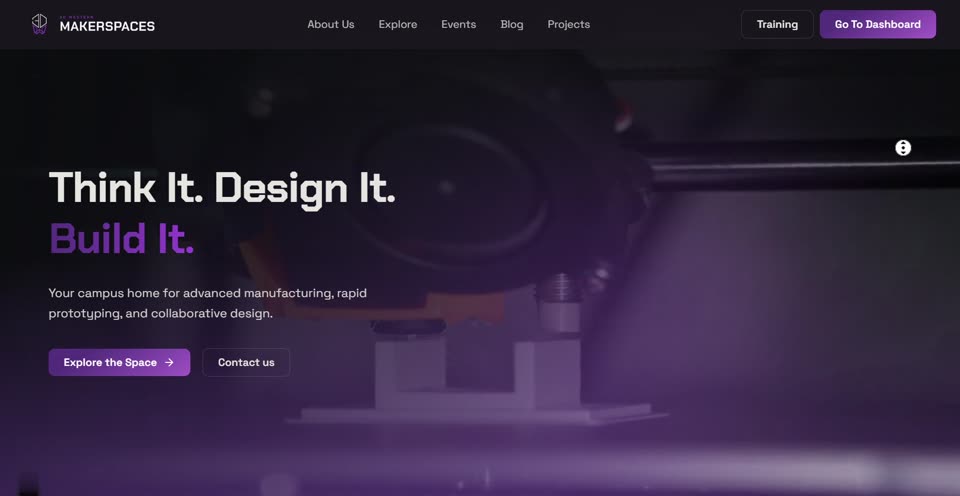 MAKERSPACES
About Us
Explore
Events
Blog
Projects
Training
Go To Dashboard
Think It. Design It.
Build It.
Your campus home for advanced manufacturing, rapid
prototyping, and collaborative design.
Explore the Space
Contact us